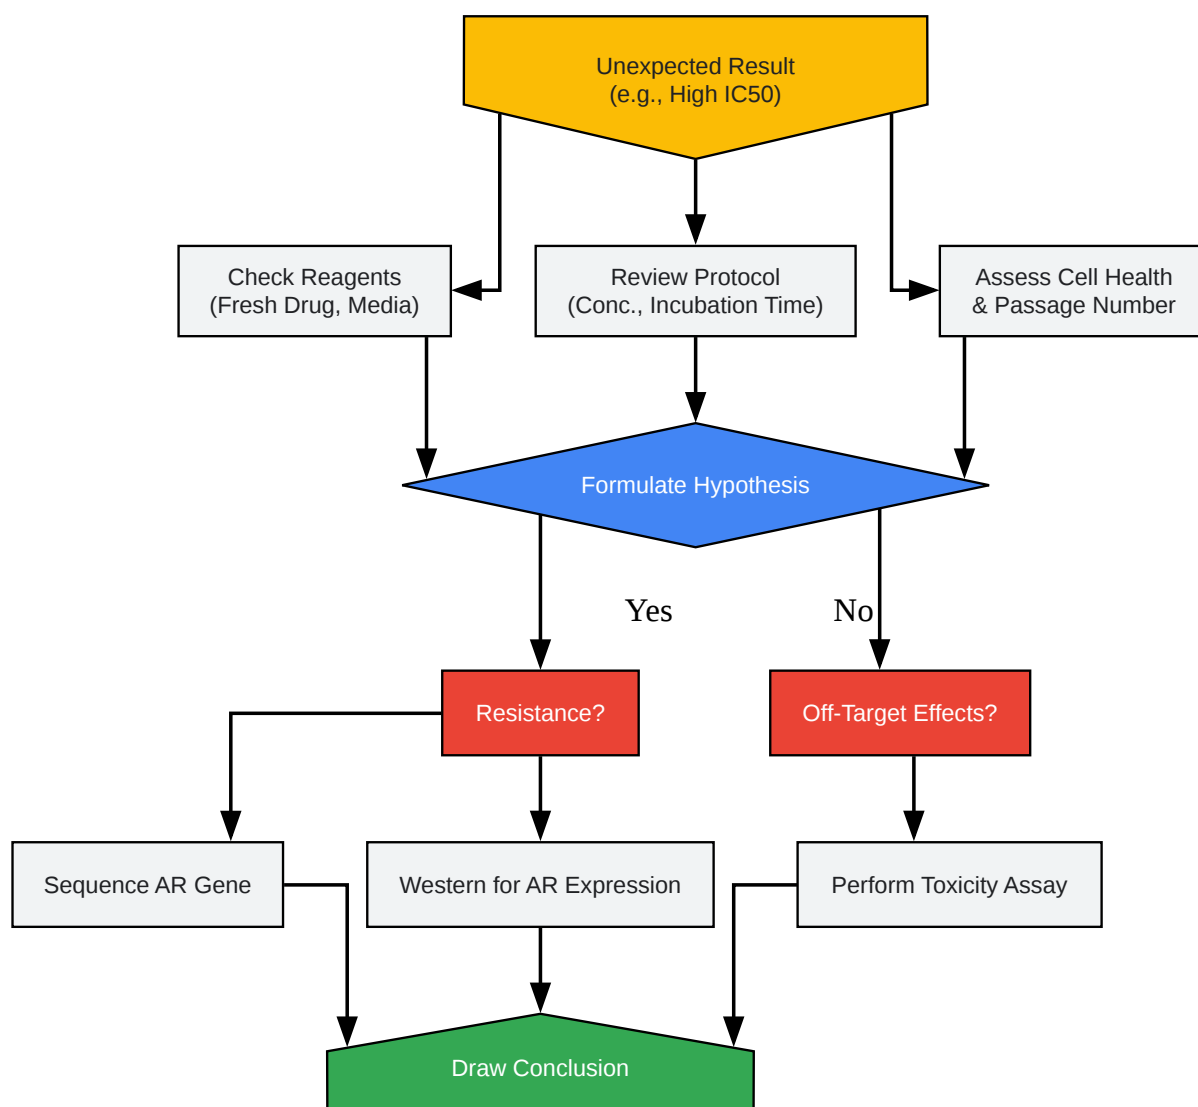 Unexpected Result
(e.g., High IC50)
Check Reagents
(Fresh Drug, Media)
Review Protocol
(Conc., Incubation Time)
Assess Cell Health
& Passage Number
Formulate Hypothesis
Yes
No
Resistance?
Off-Target Effects?
Sequence AR Gene
Western for AR Expression
Perform Toxicity Assay
Draw Conclusion